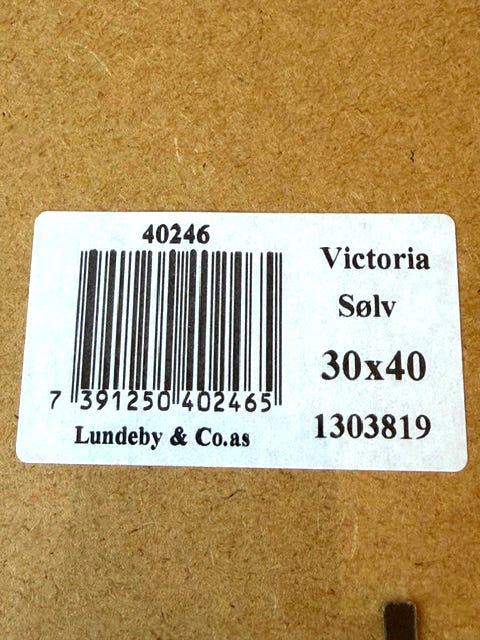 40246
7 391250 402465
Lundeby & Co.as
Victoria
Sølv
30x40
1303819